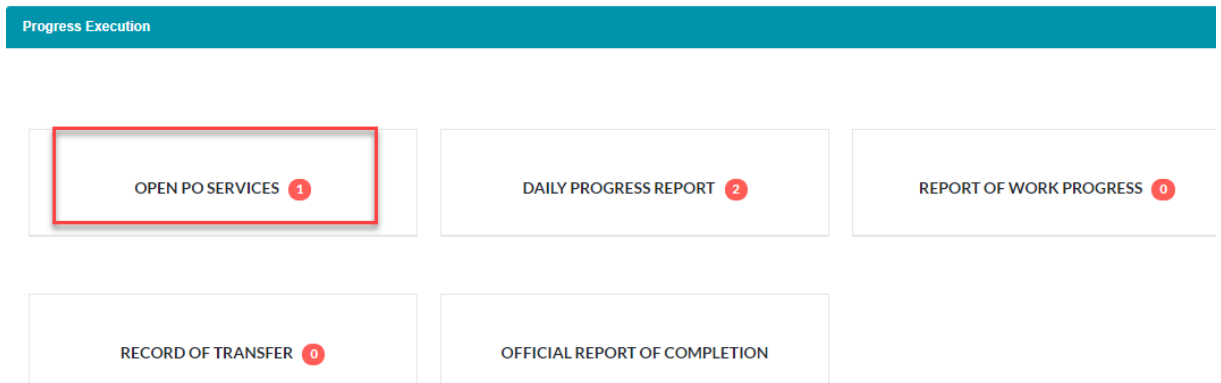 Progress Execution
OPEN PO SERVICES 1
DAILY PROGRESS REPORT 2
REPORT OF WORK PROGRESS 0
RECORD OF TRANSFER 0
OFFICIAL REPORT OF COMPLETION